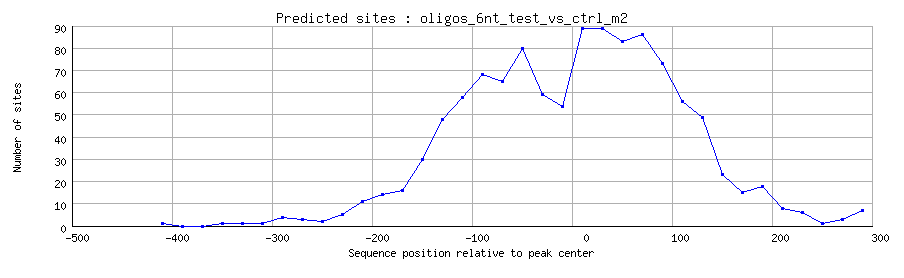 Predicted sites : oligos_6nt_test_vs_ctrl_m2
90
80
70
60
50
40
30
20
10
0
Number of sites
-500 -400 -300 -200 -100 0 100 200 300
Sequence position relative to peak center